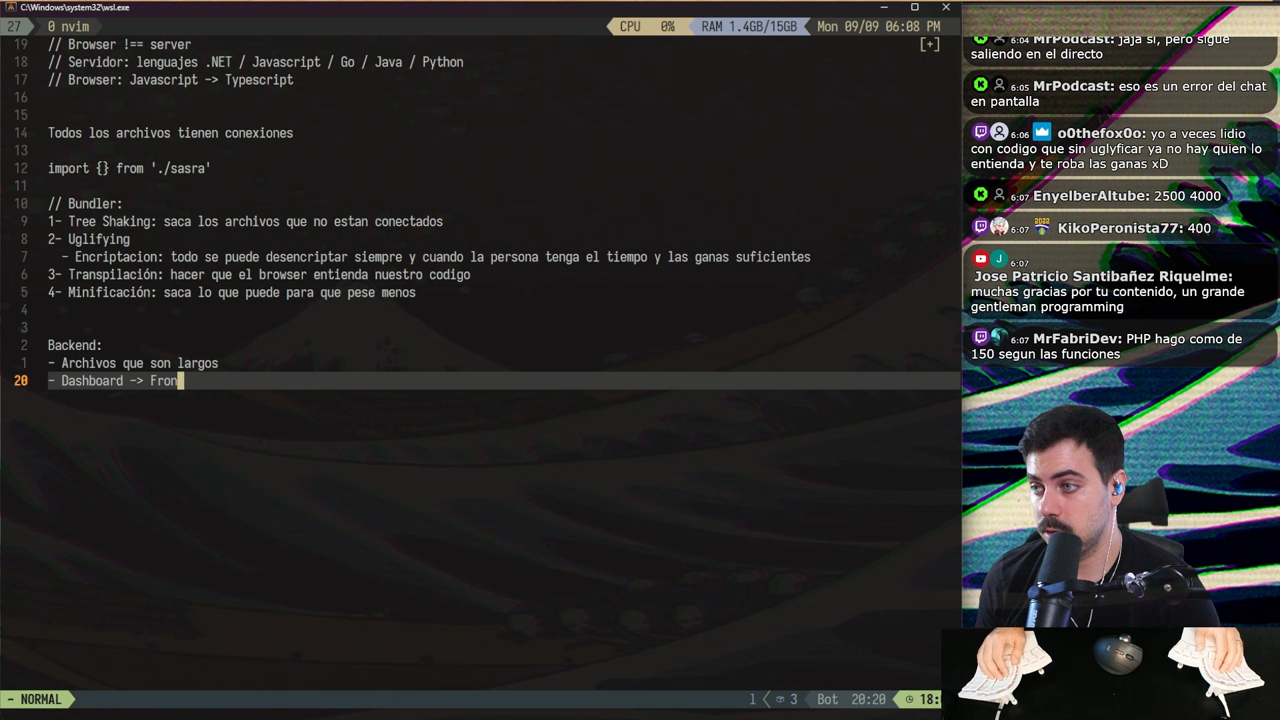 C:\Windows\system32\wsl.exe
27 0 nvim CPU 0% RAM 1.4GB/15GB Mon 09/09 06:08 PM
19 // Browser !== server [+]
18 // Servidor: lenguajes .NET / Javascript / Go / Java / Python
17 // Browser: Javascript -> Typescript
16
15
14 Todos los archivos tienen conexiones
13
12 import {} from './sasra'
11
10 // Bundler:
9 1- Tree Shaking: saca los archivos que no estan conectados
8 2- Uglifying
7 - Encriptacion: todo se puede desencriptar siempre y cuando la persona tenga el tiempo y las ganas suficientes
6 3- Transpilación: hacer que el browser entienda nuestro codigo
5 4- Minificación: saca lo que puede para que pese menos
4
3
2 Backend:
1 - Archivos que son largos
20 - Dashboard -> Fron
- NORMAL 1 3 Bot 20:20 18:
6:04 MrPodcast: jaja si, pero sigue
saliendo en el directo
6:05 MrPodcast: eso es un error del chat
en pantalla
6:06 o0thefox0o: yo a veces lidio
con codigo que sin uglyficar ya no hay quien lo
entienda y te roba las ganas xD
6:07 EnyelberAltube: 2500 4000
6:07 KikoPeronista77: 400
J 6:07
Jose Patricio Santibañez Riquelme:
muchas gracias por tu contenido, un grande
gentleman programming
6:07 MrFabriDev: PHP hago como de
150 segun las funciones